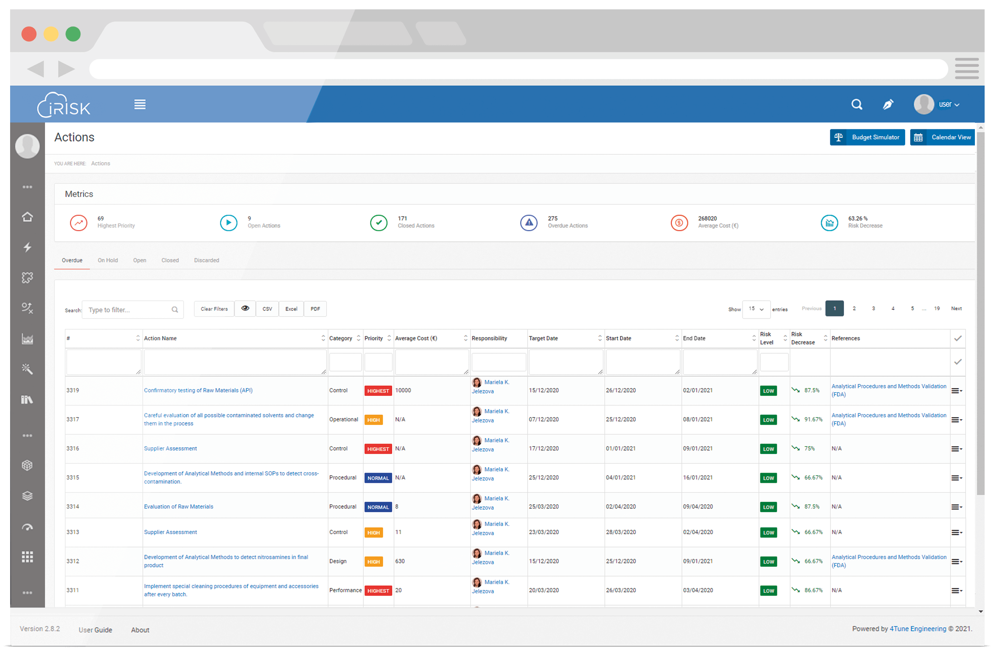 iRISK
user
Actions
Budget Simulator
Calendar View
YOU ARE HERE: Actions
Metrics
69
Highest Priority
9
Open Actions
171
Closed Actions
275
Overdue Actions
268020
Average Cost (€)
63.26 %
Risk Decrease
Overdue On Hold Open Closed Discarded
Search: Type to filter... Clear Filters CSV Excel PDF Show 15 entries Previous 1 2 3 4 5 ... 19 Next
# Action Name Category Priority Average Cost (€) Responsibility Target Date Start Date End Date Risk Level Risk Decrease References
3319 Confirmatory testing of Raw Materials (API) Control HIGHEST 10000 Mariela K. Jelezova 15/12/2020 26/12/2020 02/01/2021 LOW 87.5% Analytical Procedures and Methods Validation (FDA)
3317 Careful evaluation of all possible contaminated solvents and change them in the process Operational HIGH N/A Mariela K. Jelezova 07/12/2020 25/12/2020 08/01/2021 LOW 91.67% Analytical Procedures and Methods Validation (FDA)
3316 Supplier Assessment Control HIGHEST N/A Mariela K. Jelezova 17/12/2020 01/01/2021 09/01/2021 LOW 75% N/A
3315 Development of Analytical Methods and internal SOPs to detect cross-contamination. Procedural NORMAL N/A Mariela K. Jelezova 25/12/2020 04/01/2021 16/01/2021 LOW 66.67% N/A
3314 Evaluation of Raw Materials Procedural NORMAL 8 Mariela K. Jelezova 25/03/2020 02/04/2020 09/04/2020 LOW 87.5% N/A
3313 Supplier Assessment Control HIGH 11 Mariela K. Jelezova 23/03/2020 28/03/2020 02/04/2020 LOW 66.67% N/A
3312 Development of Analytical Methods to detect nitrosamines in final product Design HIGH 630 Mariela K. Jelezova 15/12/2020 25/12/2020 09/01/2021 LOW 66.67% Analytical Procedures and Methods Validation (FDA)
3311 Implement special cleaning procedures of equipment and accessories after every batch. Performance HIGHEST 20 Mariela K. Jelezova 20/03/2020 26/03/2020 03/04/2020 LOW 86.67% N/A
Version 2.8.2 User Guide About Powered by 4Tune Engineering © 2021.